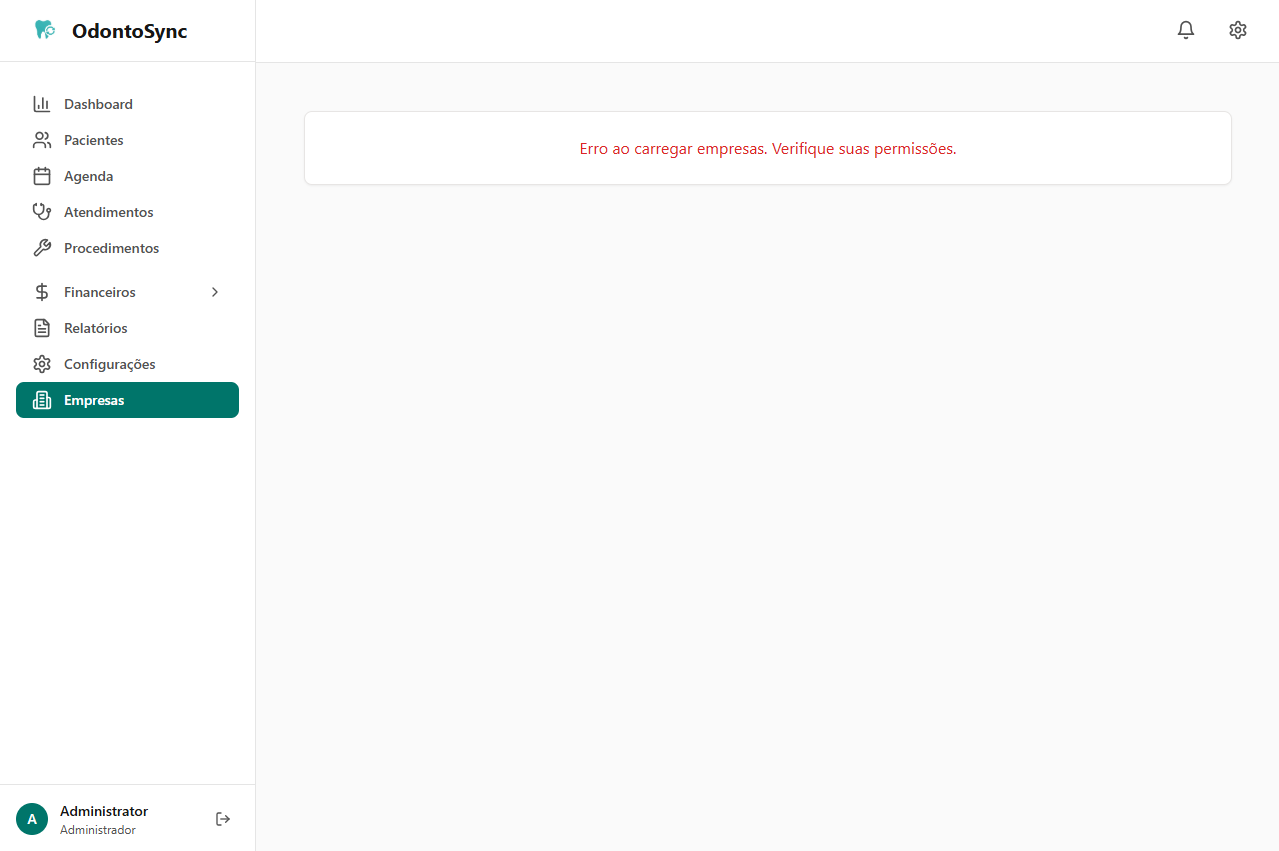 OdontoSync
Dashboard
Pacientes
Agenda
Atendimentos
Procedimentos
Financeiros
Relatórios
Configurações
Empresas
Erro ao carregar empresas. Verifique suas permissões.
A
Administrator
Administrador